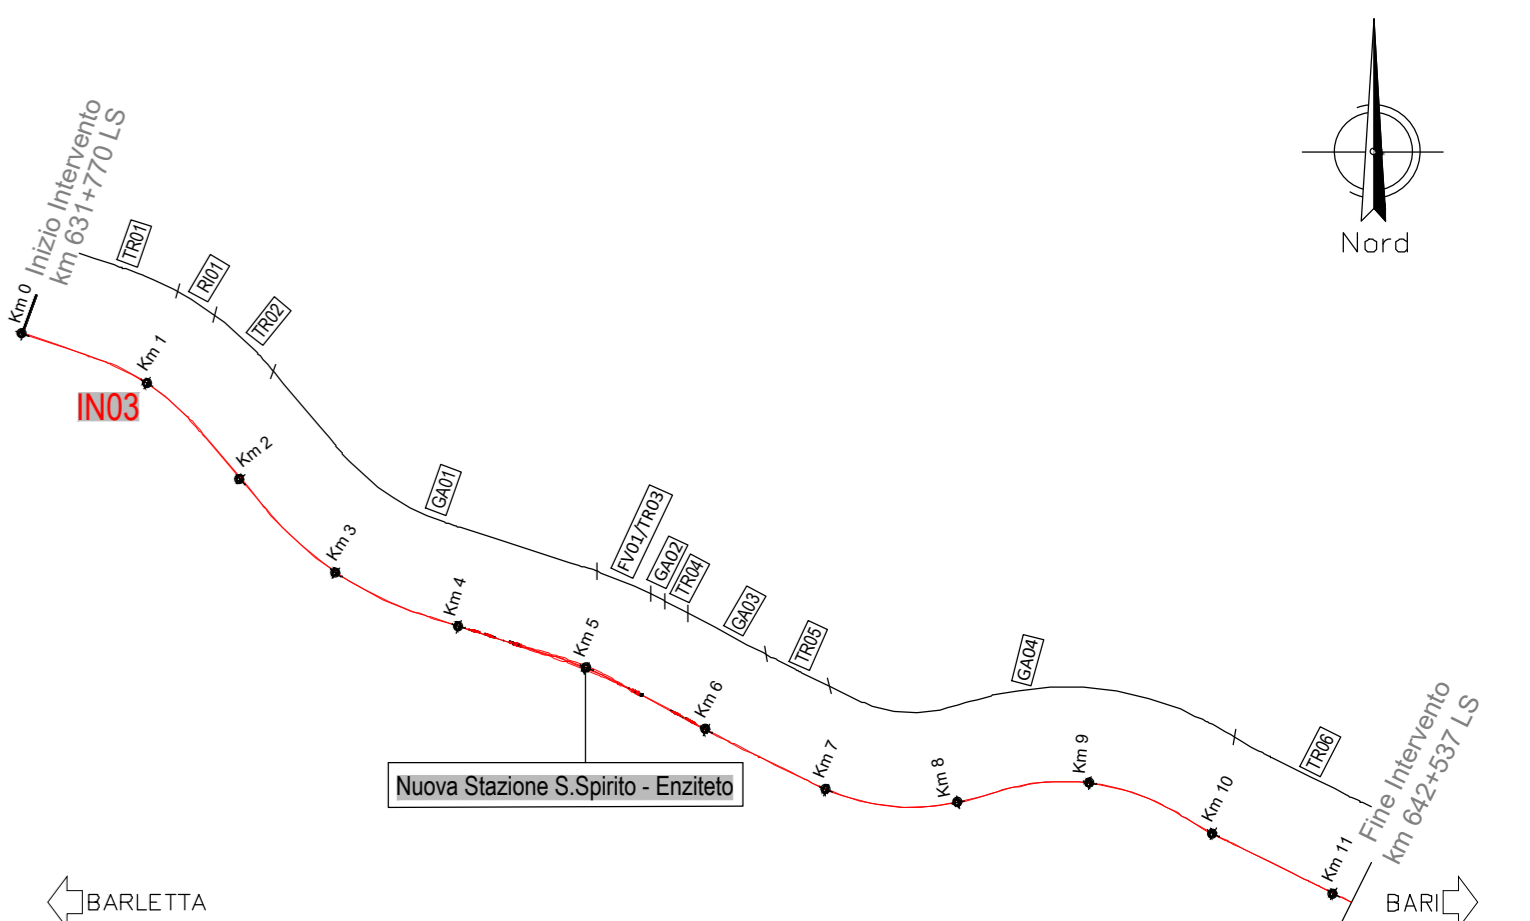 Nord
Inizio Intervento
km 631+770 LS
TR01
RI01
TR02
GA01
FV01/TR03
GA02
TR04
GA03
TR05
GA04
TR06
Km 0
Km 1
IN03
Km 2
Km 3
Km 4
Km 5
Km 6
Km 7
Km 8
Km 9
Km 10
Km 11
Nuova Stazione S.Spirito - Enziteto
Fine Intervento
km 642+537 LS
BARLETTA
BARI